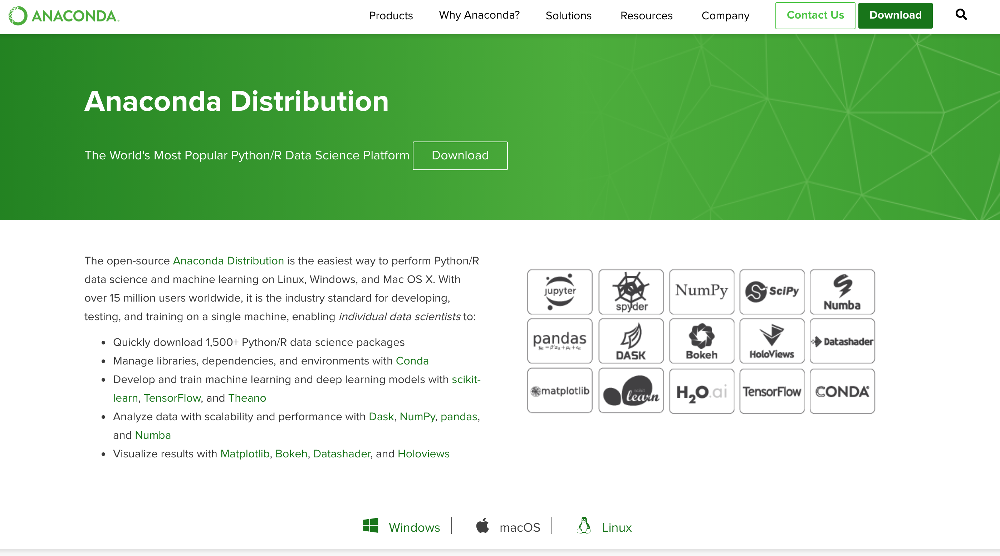 ANACONDA.
Products
Why Anaconda?
Solutions
Resources
Company
Contact Us
Download
Anaconda Distribution
The World's Most Popular Python/R Data Science Platform
Download
The open-source Anaconda Distribution is the easiest way to perform Python/R
data science and machine learning on Linux, Windows, and Mac OS X. With
over 15 million users worldwide, it is the industry standard for developing,
testing, and training on a single machine, enabling individual data scientists to:
• Quickly download 1,500+ Python/R data science packages
• Manage libraries, dependencies, and environments with Conda
• Develop and train machine learning and deep learning models with scikit-
learn, TensorFlow, and Theano
• Analyze data with scalability and performance with Dask, NumPy, pandas,
and Numba
• Visualize results with Matplotlib, Bokeh, Datashader, and Holoviews
jupyter
spyder
NumPy
SciPy
Numba
pandas
DASK
Bokeh
HoloViews
Datashader
matplotlib
scikit
learn
H2O.ai
TensorFlow
CONDA
Windows
macOS
Linux